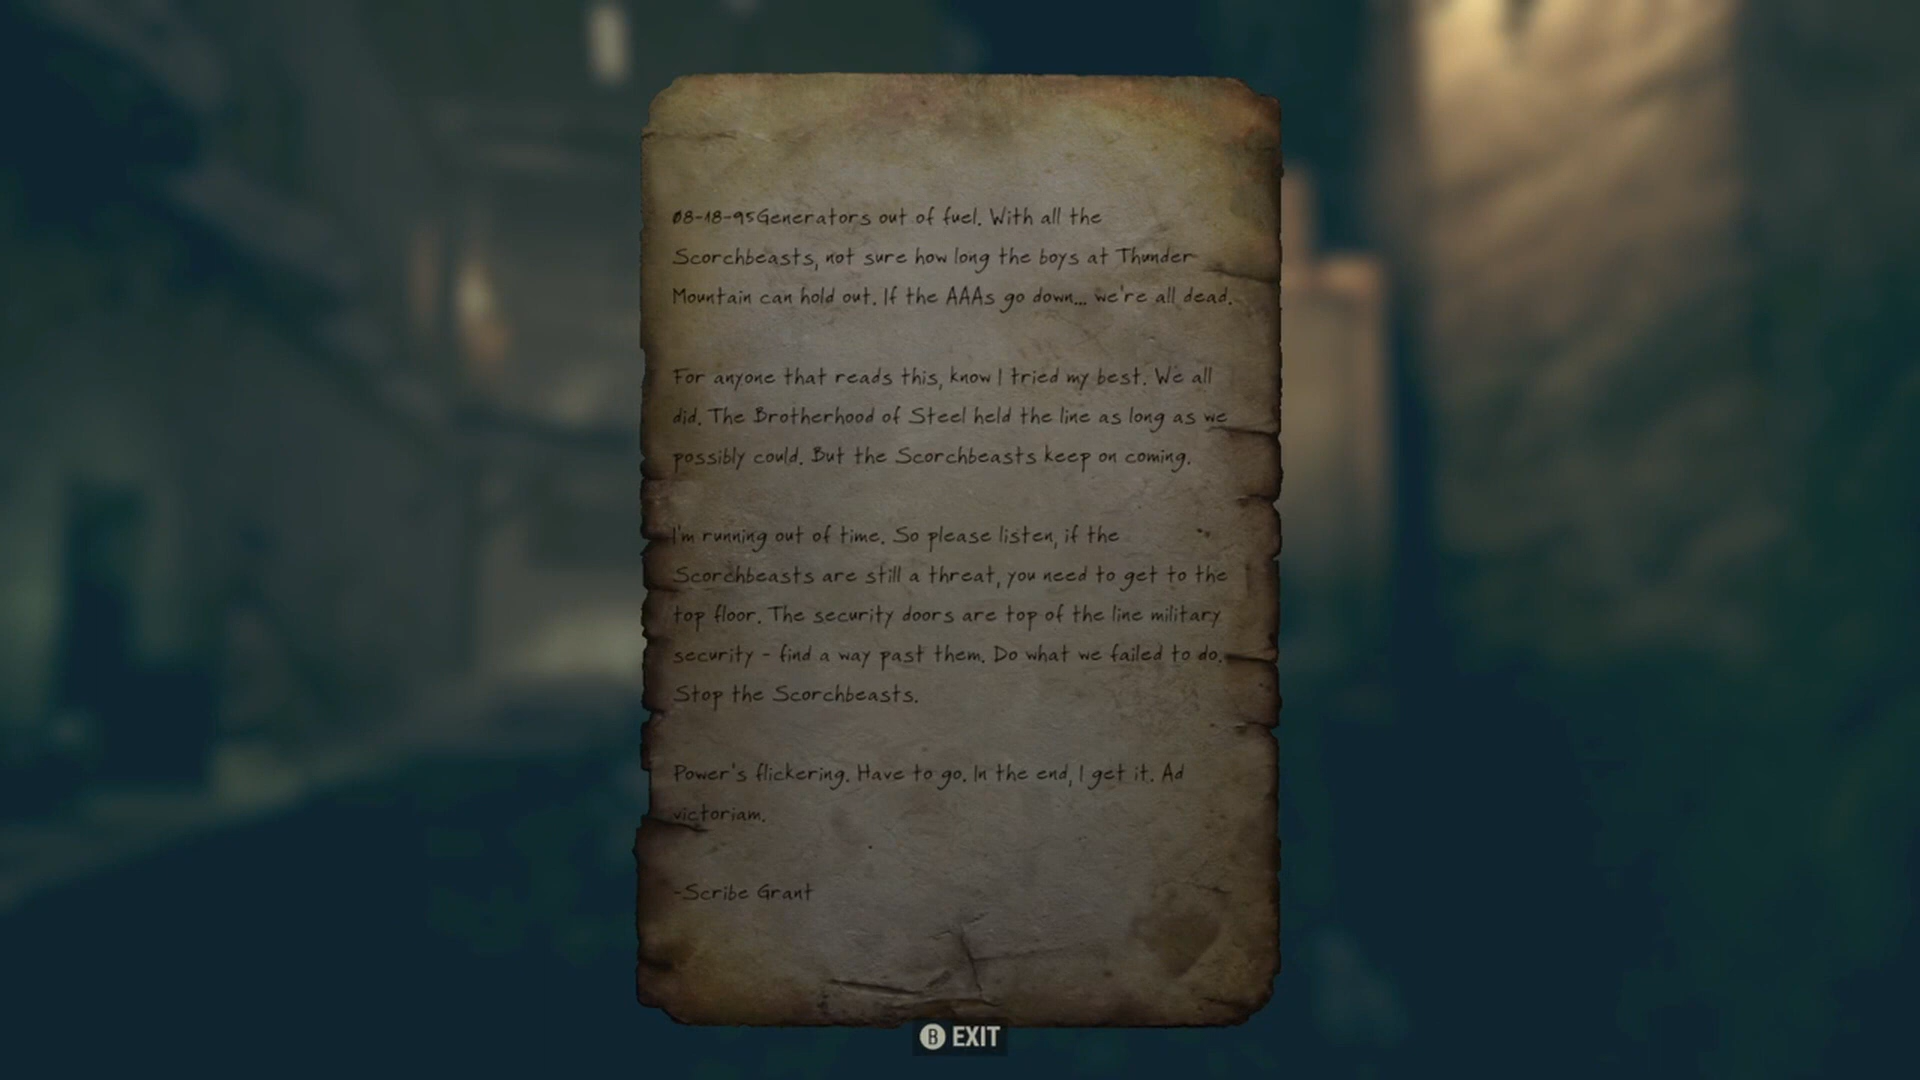 08-18-95Generators out of fuel. With all the
Scorchbeasts, not sure how long the boys at Thunder
Mountain can hold out. If the AAAs go down... we're all dead.
For anyone that reads this, know I tried my best. We all
did. The Brotherhood of Steel held the line as long as we
possibly could. But the Scorchbeasts keep on coming.
I'm running out of time. So please listen, if the
Scorchbeasts are still a threat, you need to get to the
top floor. The security doors are top of the line military
security - find a way past them. Do what we failed to do.
Stop the Scorchbeasts.
Power's flickering. Have to go. In the end, I get it. Ad
victoriam.
-Scribe Grant
B EXIT